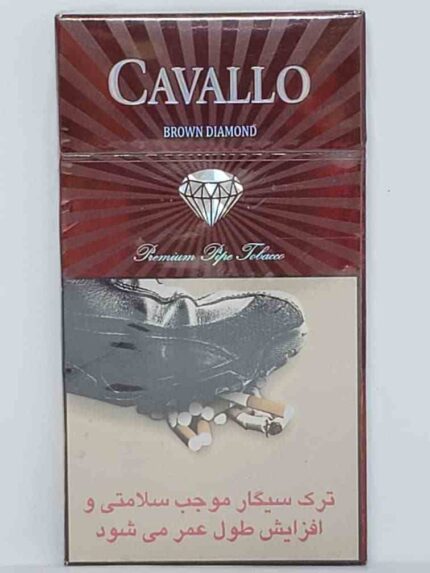 CAVALLO
BROWN DIAMOND
Premium Pipe Tobacco
ترک سیگار موجب سلامتی و
افزایش طول عمر می شود